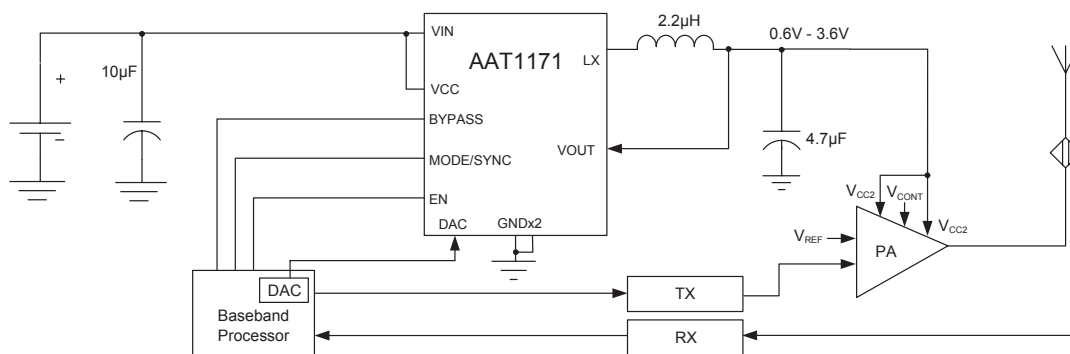 2.2µH
0.6V - 3.6V
VIN
AAT1171
LX
+
10µF
VCC
BYPASS
4.7µF
VOUT
MODE/SYNC
EN
DAC
GNDx2
VCC2
VCONT
VCC2
VREF
PA
DAC
TX
Baseband
Processor
RX